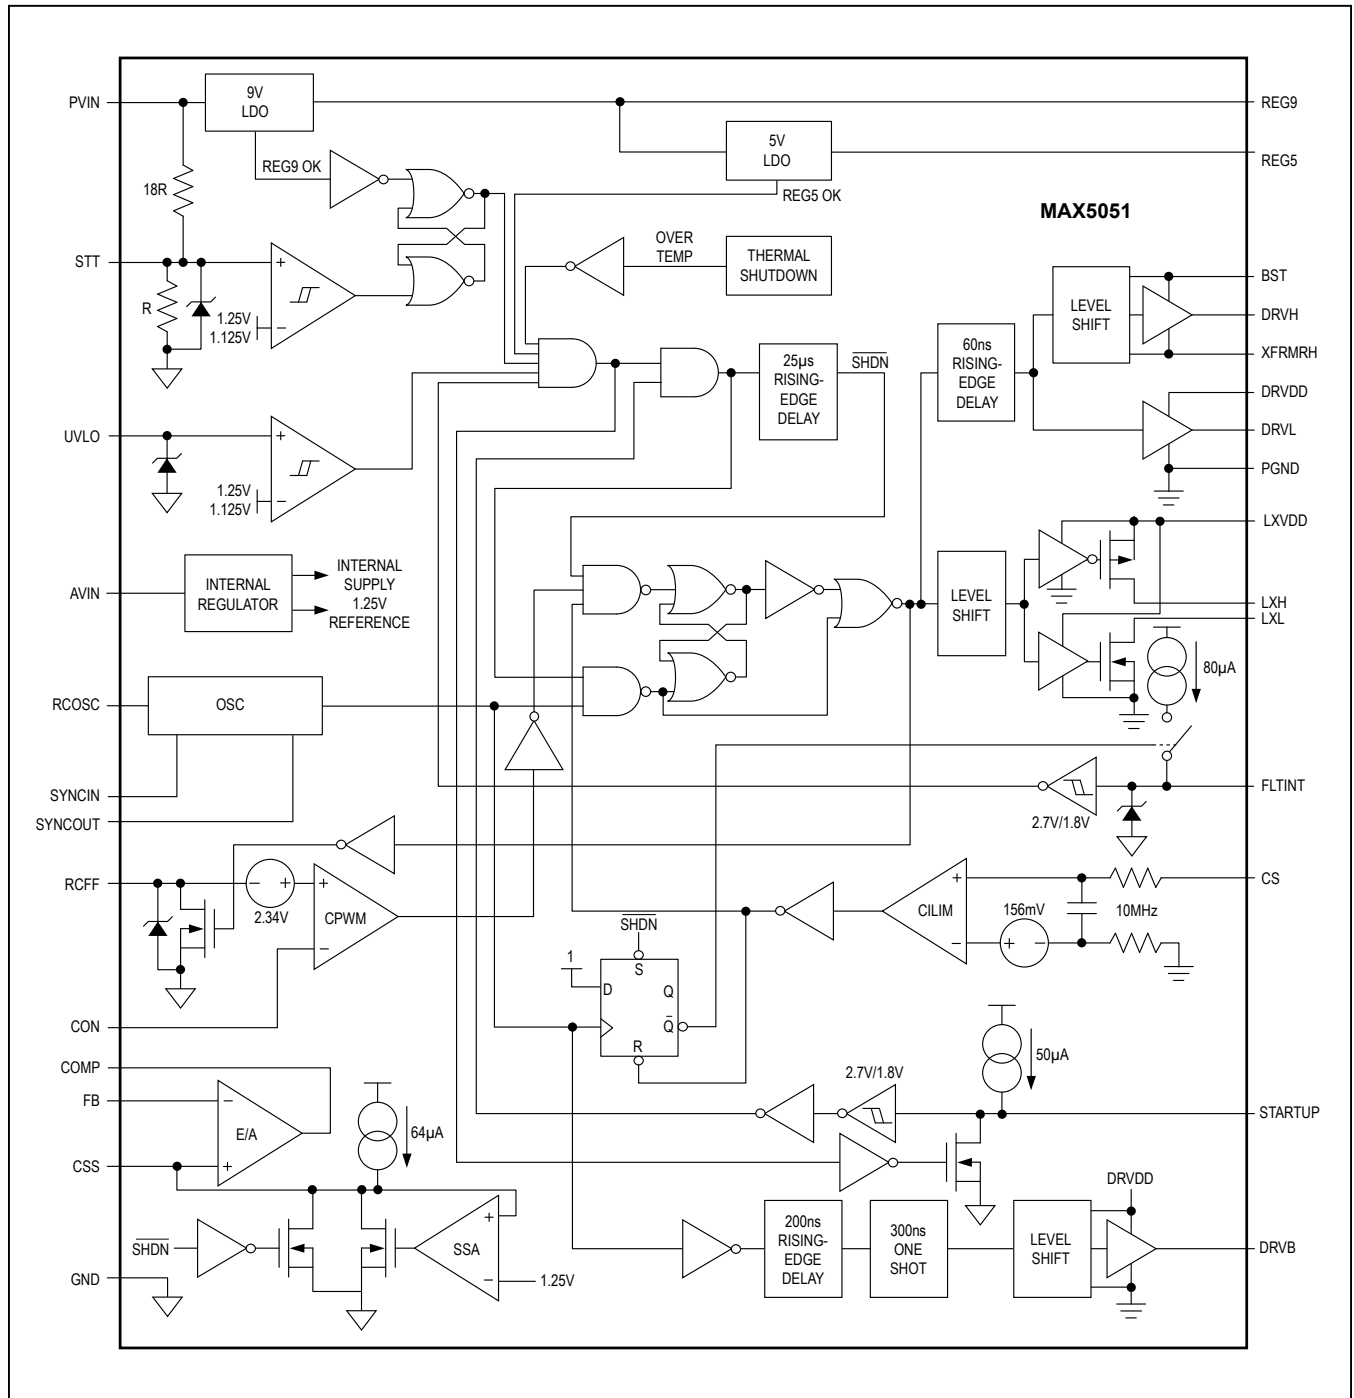 PVIN
9V
LDO
REG9
5V
LDO
REG5
REG9 OK
REG5 OK
18R
MAX5051
STT
OVER
TEMP
THERMAL
SHUTDOWN
+
−
R
1.25V
1.125V
LEVEL
SHIFT
BST
DRVH
XFRMRH
60ns
RISING-
EDGE
DELAY
25µs
RISING-
EDGE
DELAY
SHDN
DRVDD
DRVL
PGND
UVLO
+
−
1.25V
1.125V
LXVDD
AVIN
INTERNAL
REGULATOR
INTERNAL
SUPPLY
1.25V
REFERENCE
LEVEL
SHIFT
LXH
LXL
80µA
RCOSC
OSC
SYNCIN
SYNCOUT
FLTINT
2.7V/1.8V
RCFF
− +
2.34V
+
−
CPWM
CILIM
+
−
156mV
+ −
10MHz
CS
SHDN
1
S
D
Q
Q
R
CON
COMP
FB
−
E/A
+
CSS
64µA
50µA
2.7V/1.8V
STARTUP
SHDN
+
SSA
−
1.25V
GND
200ns
RISING-
EDGE
DELAY
300ns
ONE
SHOT
LEVEL
SHIFT
DRVDD
DRVB